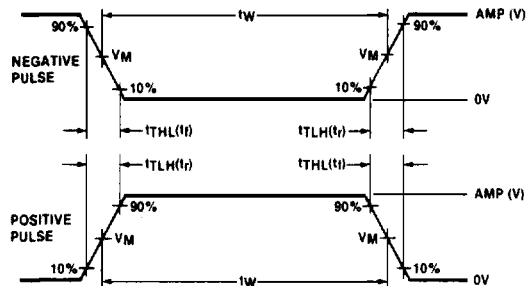 tW
90%
90%
AMP (V)
NEGATIVE
PULSE
VM
VM
10%
10%
0V
tTHL(tf)
tTLH(tr)
tTLH(tr)
tTHL(tf)
90%
90%
AMP (V)
POSITIVE
PULSE
VM
VM
10%
10%
tW
0V